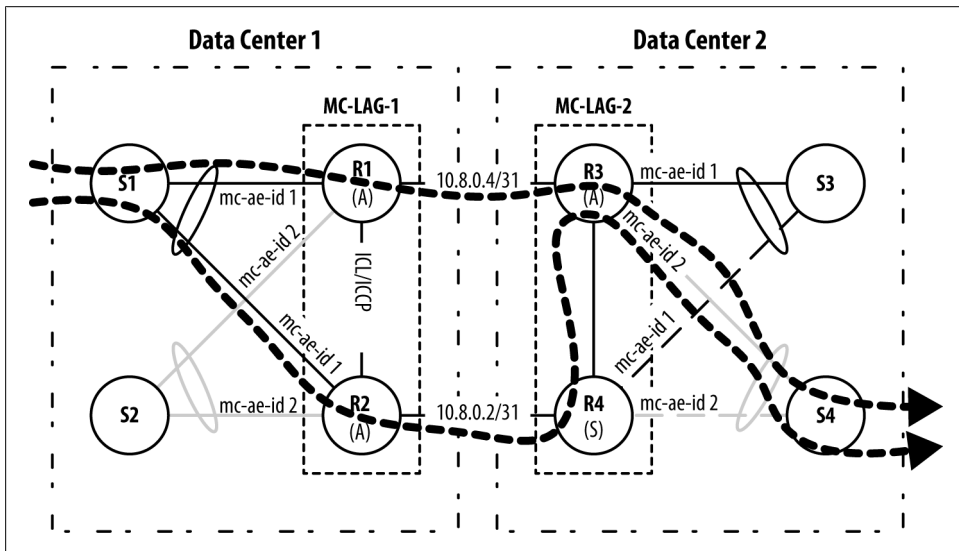 Data Center 1
Data Center 2
MC-LAG-1
MC-LAG-2
S1
mc-ae-id 1
R1
(A)
10.8.0.4/31
R3
(A)
mc-ae-id 1
S3
mc-ae-id 2
ICL/ICCP
mc-ae-id 2
mc-ae-id 1
mc-ae-id 1
S2
mc-ae-id 2
R2
(A)
10.8.0.2/31
R4
(S)
mc-ae-id 2
S4